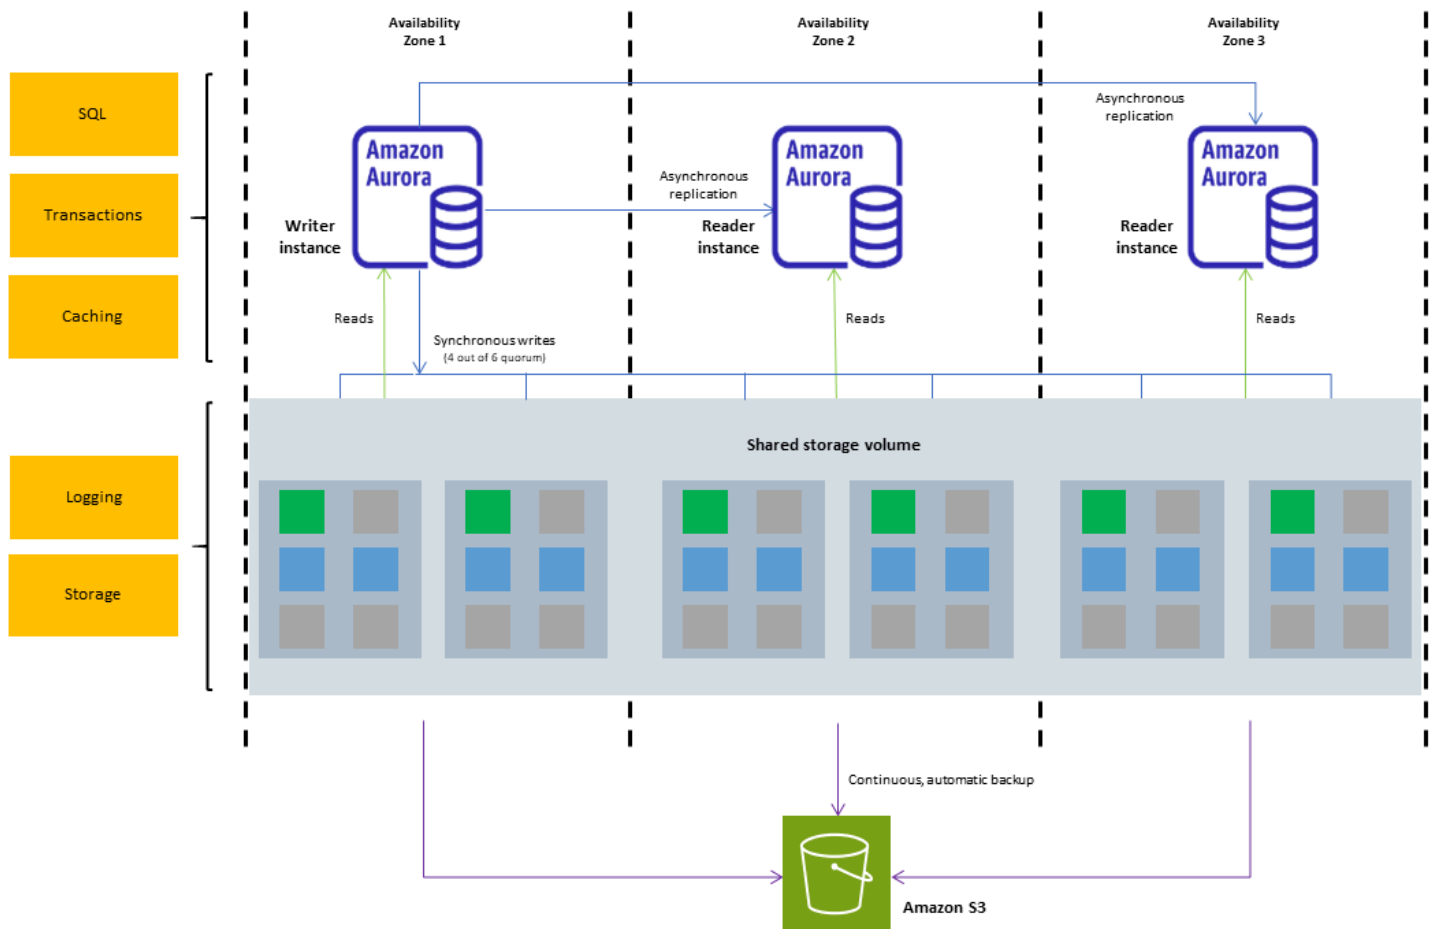 Availability
Zone 1
Availability
Zone 2
Availability
Zone 3
SQL
Transactions
Caching
Logging
Storage
Amazon
Aurora
Writer
instance
Asynchronous
replication
Amazon
Aurora
Reader
instance
Asynchronous
replication
Amazon
Aurora
Reader
instance
Reads
Synchronous writes
(4 out of 6 quorum)
Reads
Reads
Shared storage volume
Continuous, automatic backup
Amazon S3